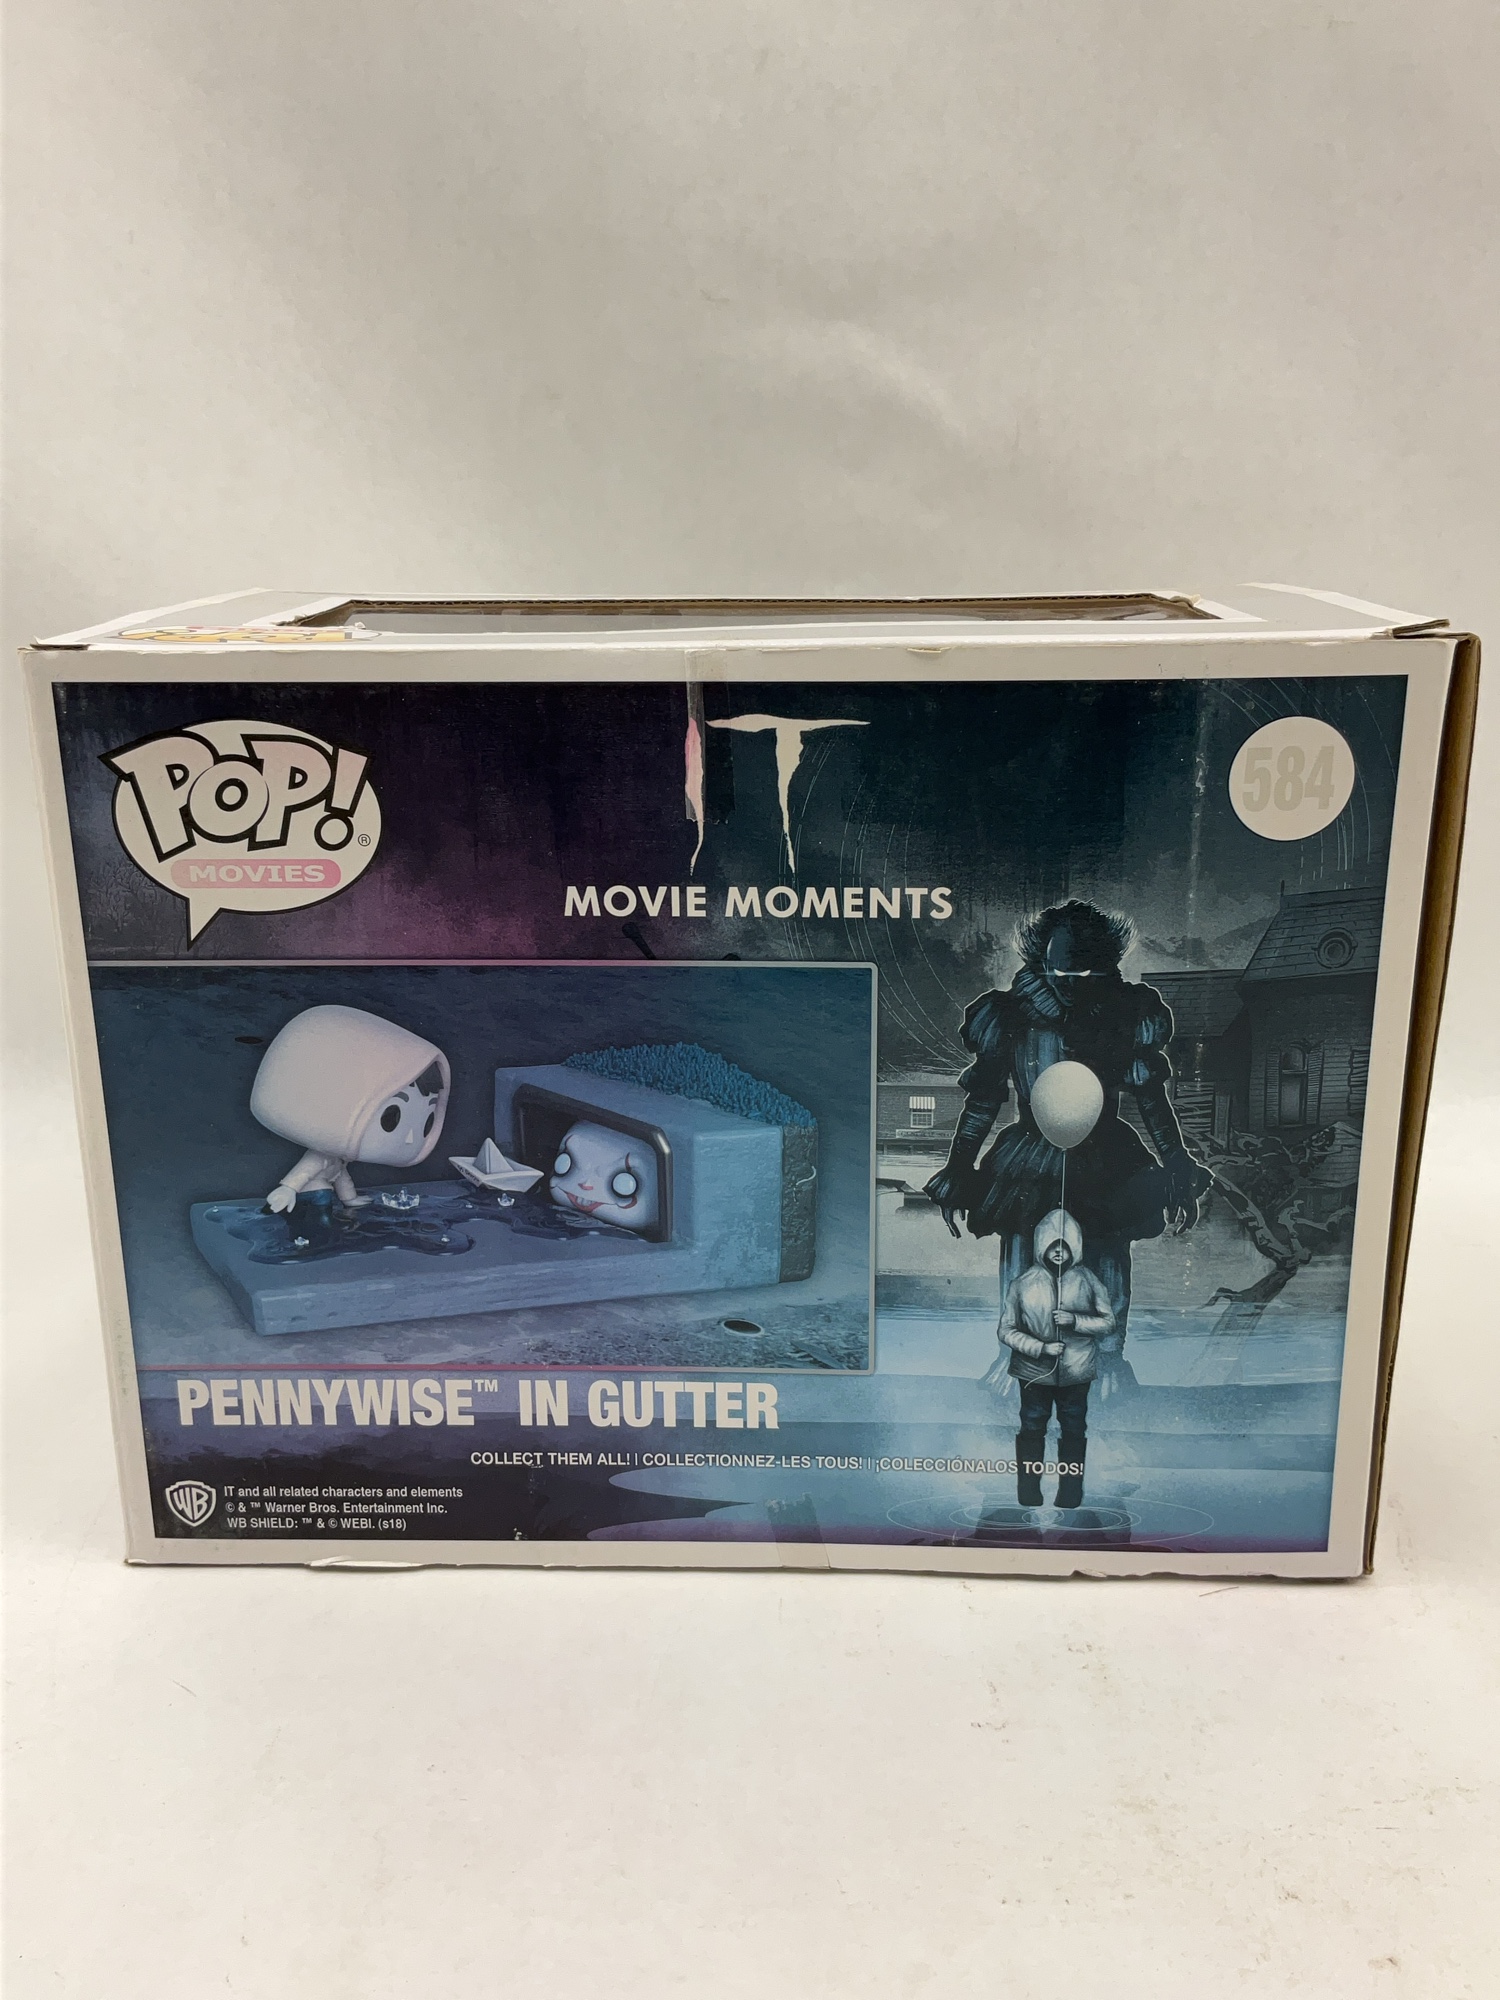 POP!®
MOVIES
IT
584
MOVIE MOMENTS
PENNYWISE™ IN GUTTER
COLLECT THEM ALL! | COLLECTIONNEZ-LES TOUS! | ¡COLECCIÓNALOS TODOS!
WB
IT and all related characters and elements
© & ™ Warner Bros. Entertainment Inc.
WB SHIELD: ™ & © WBEI. (s18)